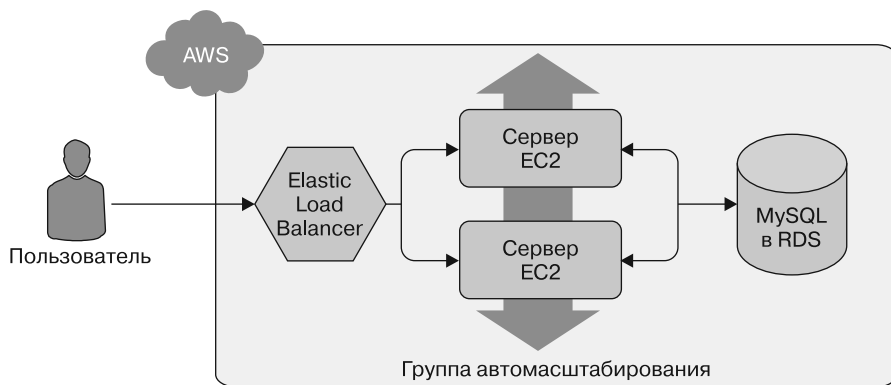 AWS
Пользователь
Elastic
Load
Balancer
Сервер
EC2
Сервер
EC2
MySQL
в RDS
Группа автомасштабирования